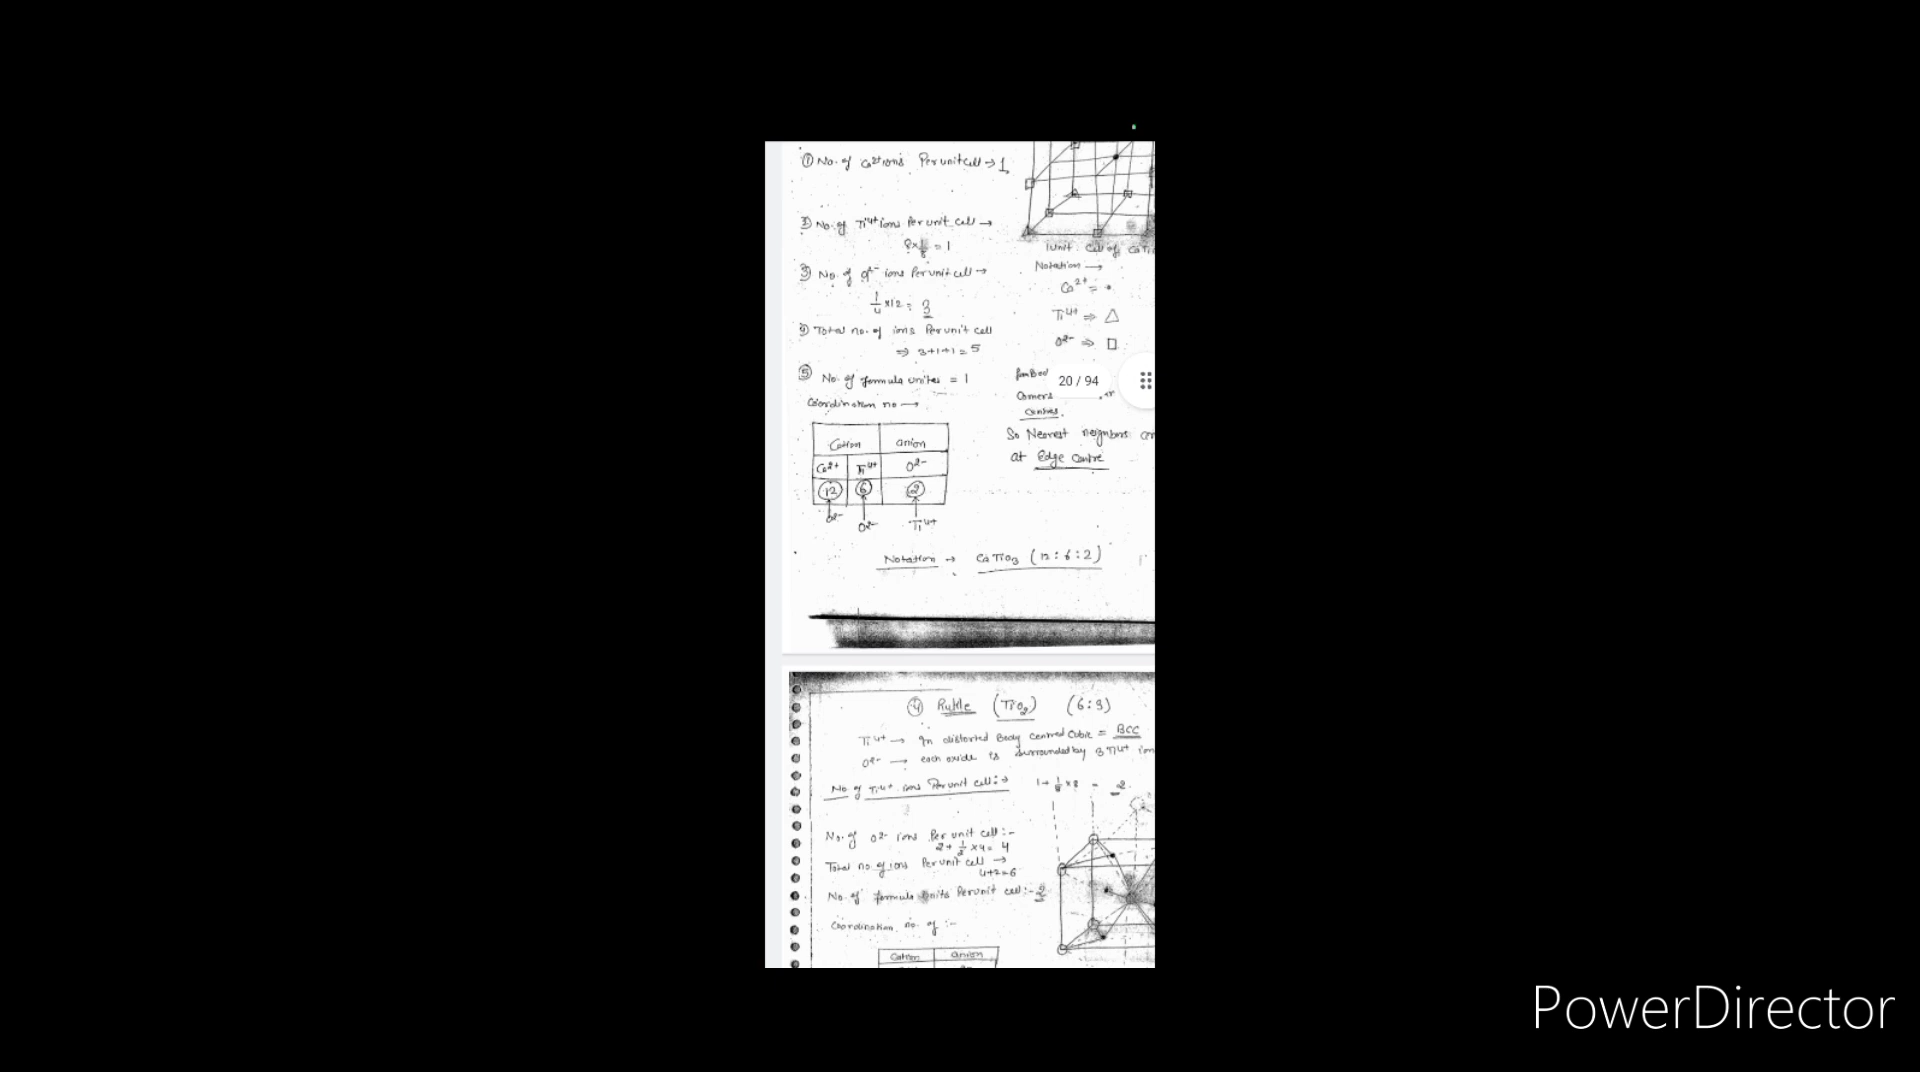 ① No. of Ca2+ ions Per unit cell → 1
Unit cell of CaTi
2) No. of Ti4+ ions Per unit cell →
8×1/8 = 1
Notation →
3) No. of O2- ions Per unit cell →
Ca2+ = •
1/4 ×12 = 3
Ti4+ ⇒ △
4) Total no. of ions Per unit cell
O2- ⇒ □
⇒ 3+1+1 = 5
⑤ No. of formula unites = 1
20 / 94
Coordination no →
Corners
centres.
So Nearest neighbors
at Edge centre
Cation anion
Ca2+ Ti4+ O2-
12 6 2
O2- O2- Ti4+
Notation → CaTiO3 (12:6:2)
④ Rutile (TiO2) (6:3)
Ti4+ → In distorted Body centred Cubic = BCC
O2- → each oxide is surrounded by 3 Ti4+ ion
No. of Ti4+ ions Per unit cell:→ 1+ 1/8 ×8 = 2
No. of O2- ions Per unit cell:-
2+ 1/2 ×4 = 4
Total no of ions Per unit cell →
4+2=6
No. of formula Units Per unit cell:- 2
Coordination no. of :-
Cation anion
PowerDirector